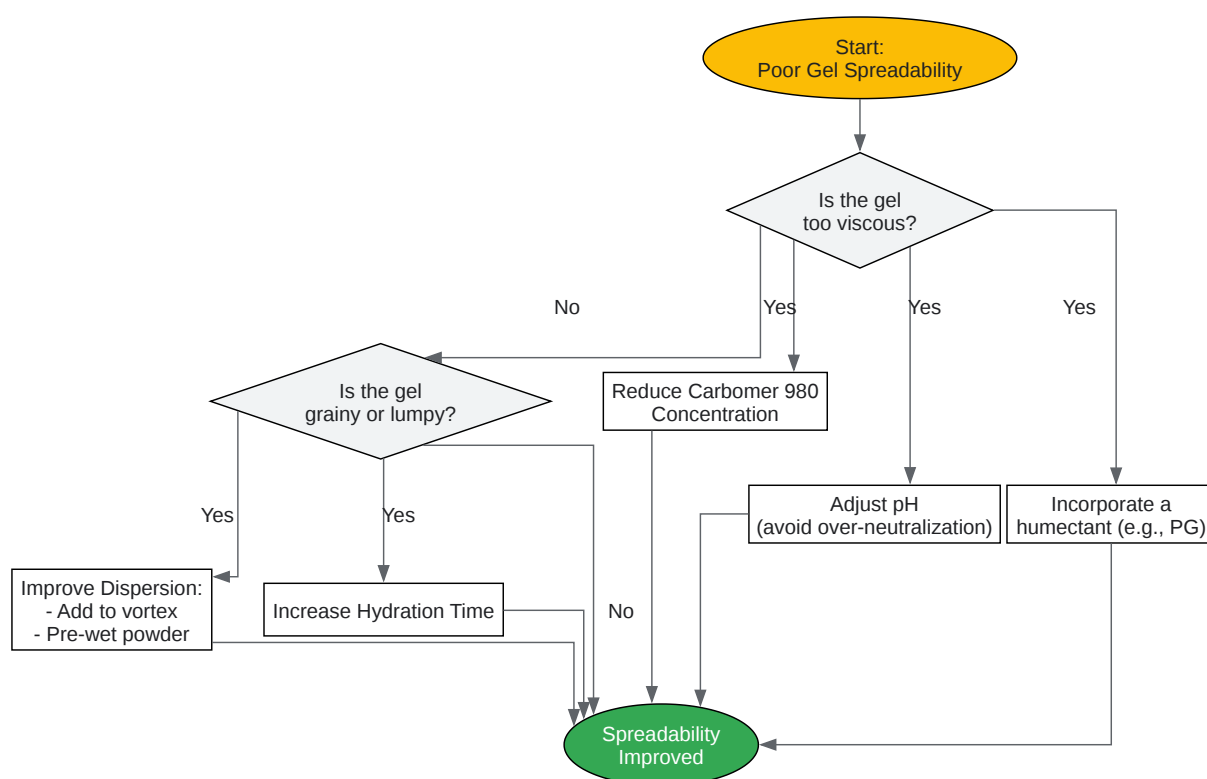 Start:
Poor Gel Spreadability
Is the gel
too viscous?
No
Yes
Yes
Yes
Is the gel
grainy or lumpy?
Reduce Carbomer 980
Concentration
Adjust pH
(avoid over-neutralization)
Incorporate a
humectant (e.g., PG)
Yes
Yes
Improve Dispersion:
- Add to vortex
- Pre-wet powder
Increase Hydration Time
No
Spreadability
Improved